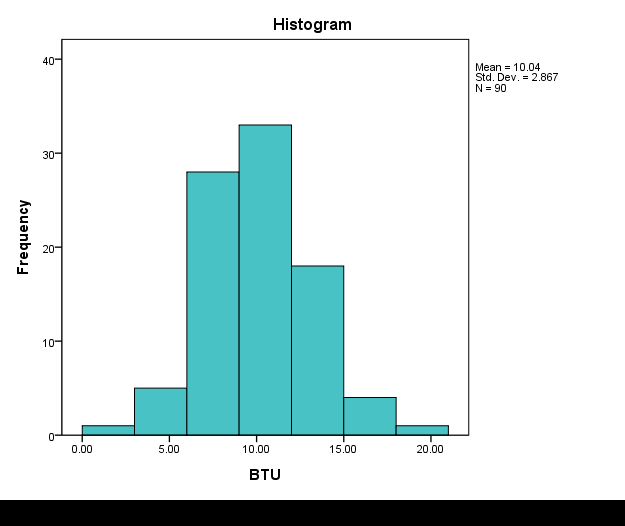 Histogram
Mean = 10.04
Std. Dev. = 2.867
N = 90
40
30
20
10
0
Frequency
0.00 5.00 10.00 15.00 20.00
BTU